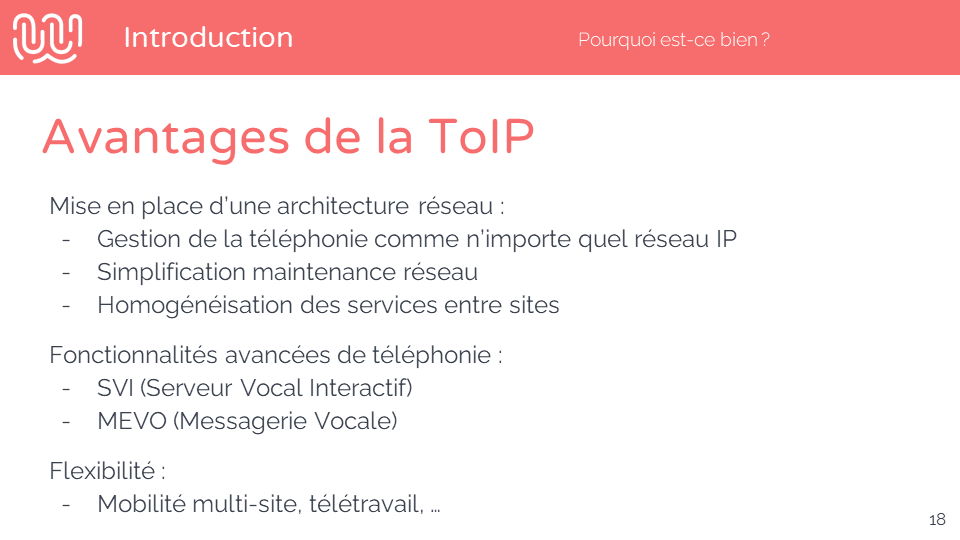 Introduction
Pourquoi est-ce bien ?
Avantages de la ToIP
Mise en place d’une architecture réseau :
- Gestion de la téléphonie comme n’importe quel réseau IP
- Simplification maintenance réseau
- Homogénéisation des services entre sites
Fonctionnalités avancées de téléphonie :
- SVI (Serveur Vocal Interactif)
- MEVO (Messagerie Vocale)
Flexibilité :
- Mobilité multi-site, télétravail, …
18